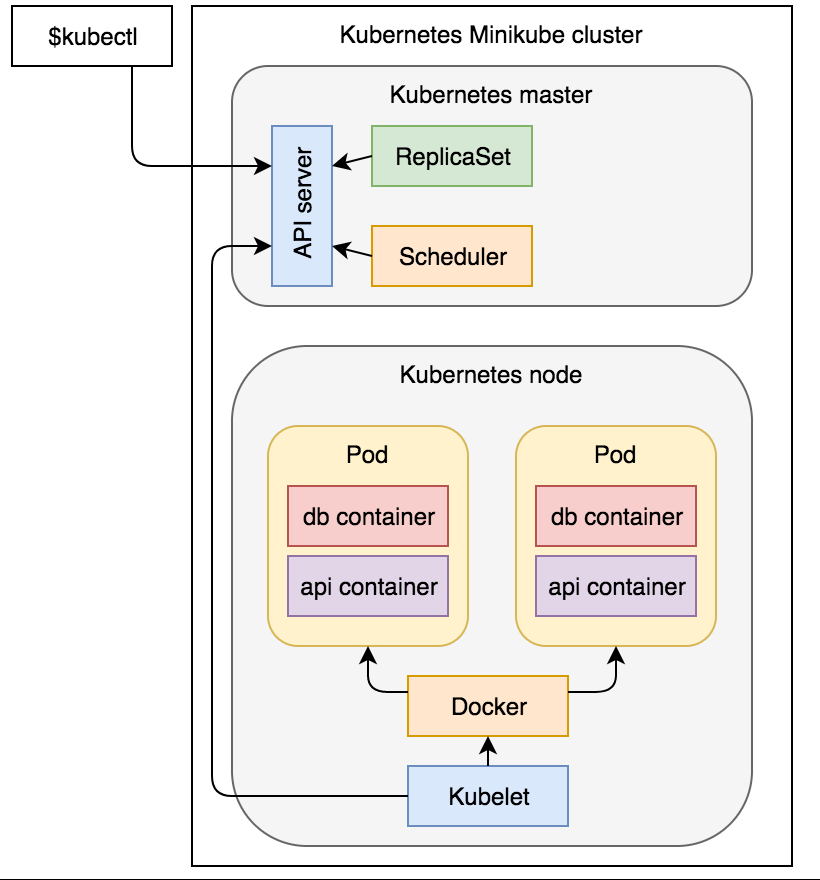 $kubectl
Kubernetes Minikube cluster
Kubernetes master
API server
ReplicaSet
Scheduler
Kubernetes node
Pod
db container
api container
Pod
db container
api container
Docker
Kubelet